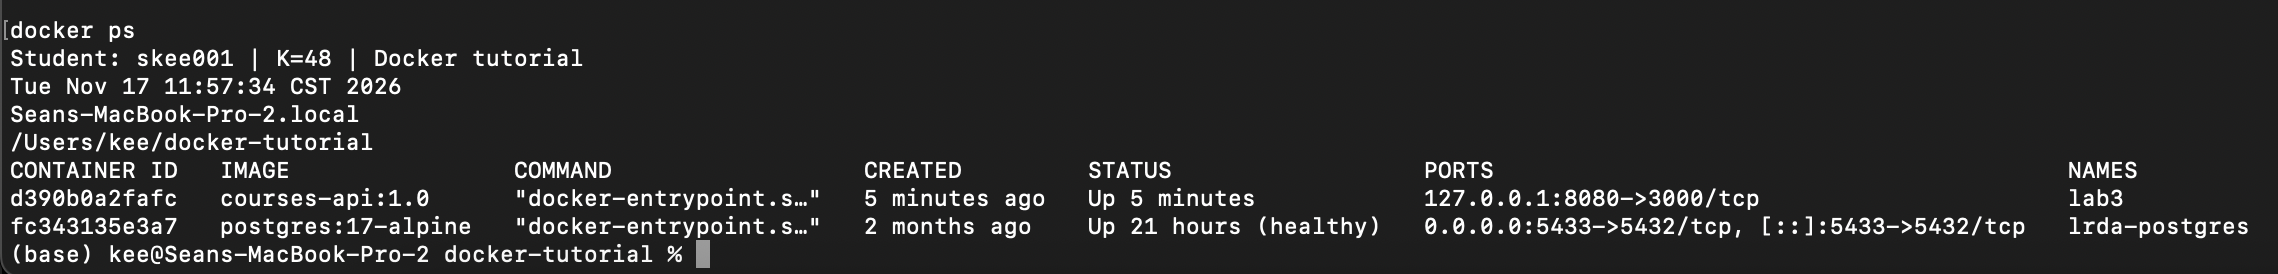 [docker ps
Student: skee001 | K=48 | Docker tutorial
Tue Nov 17 11:57:34 CST 2026
Seans-MacBook-Pro-2.local
/Users/kee/docker-tutorial
CONTAINER ID   IMAGE                COMMAND                  CREATED         STATUS                  PORTS                                         NAMES
d390b0a2fafc   courses-api:1.0      "docker-entrypoint.s…"   5 minutes ago   Up 5 minutes            127.0.0.1:8080->3000/tcp                      lab3
fc343135e3a7   postgres:17-alpine   "docker-entrypoint.s…"   2 months ago    Up 21 hours (healthy)   0.0.0.0:5433->5432/tcp, [::]:5433->5432/tcp   lrda-postgres
(base) kee@Seans-MacBook-Pro-2 docker-tutorial %